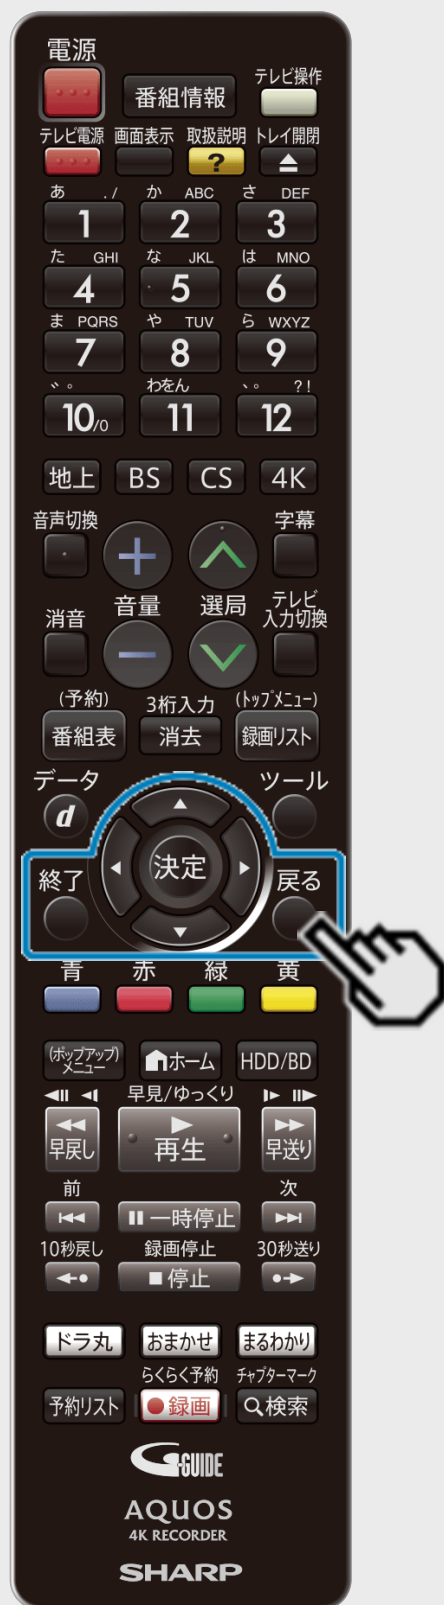 電源
番組情報
テレビ操作
テレビ電源 画面表示 取扱説明 トレイ開閉
?
あ ./ か ABC さ DEF
1 2 3
た GHI な JKL は MNO
4 5 6
ま PQRS や TUV ら WXYZ
7 8 9
゛゜ わをん 、。 ?!
10/0 11 12
地上 BS CS 4K
音声切換 字幕
消音 音量 選局 テレビ
入力切換
(予約) 3桁入力 (トップメニュー)
番組表 消去 録画リスト
データ ツール
d
終了 決定 戻る
青 赤 緑 黄
(ポップアップ)
メニュー ホーム HDD/BD
早見/ゆっくり
早戻し 再生 早送り
前 次
一時停止
10秒戻し 録画停止 30秒送り
停止
ドラ丸 おまかせ まるわかり
らくらく予約 チャプターマーク
予約リスト 録画 検索
G-GUIDE
AQUOS
4K RECORDER
SHARP